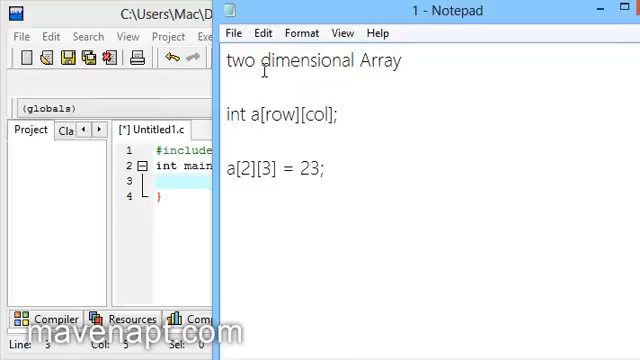 C:\Users\Mac\D
File Edit Search View Project Exec
(globals)
Project Cla [*] Untitled1.c
1 #include
2 int main
3
4 }
Compiler Resources Com
Line: 3 Col: 5 Sel: 0
1 - Notepad
File Edit Format View Help
two dimensional Array
int a[row][col];
a[2][3] = 23;
mavenapt.com